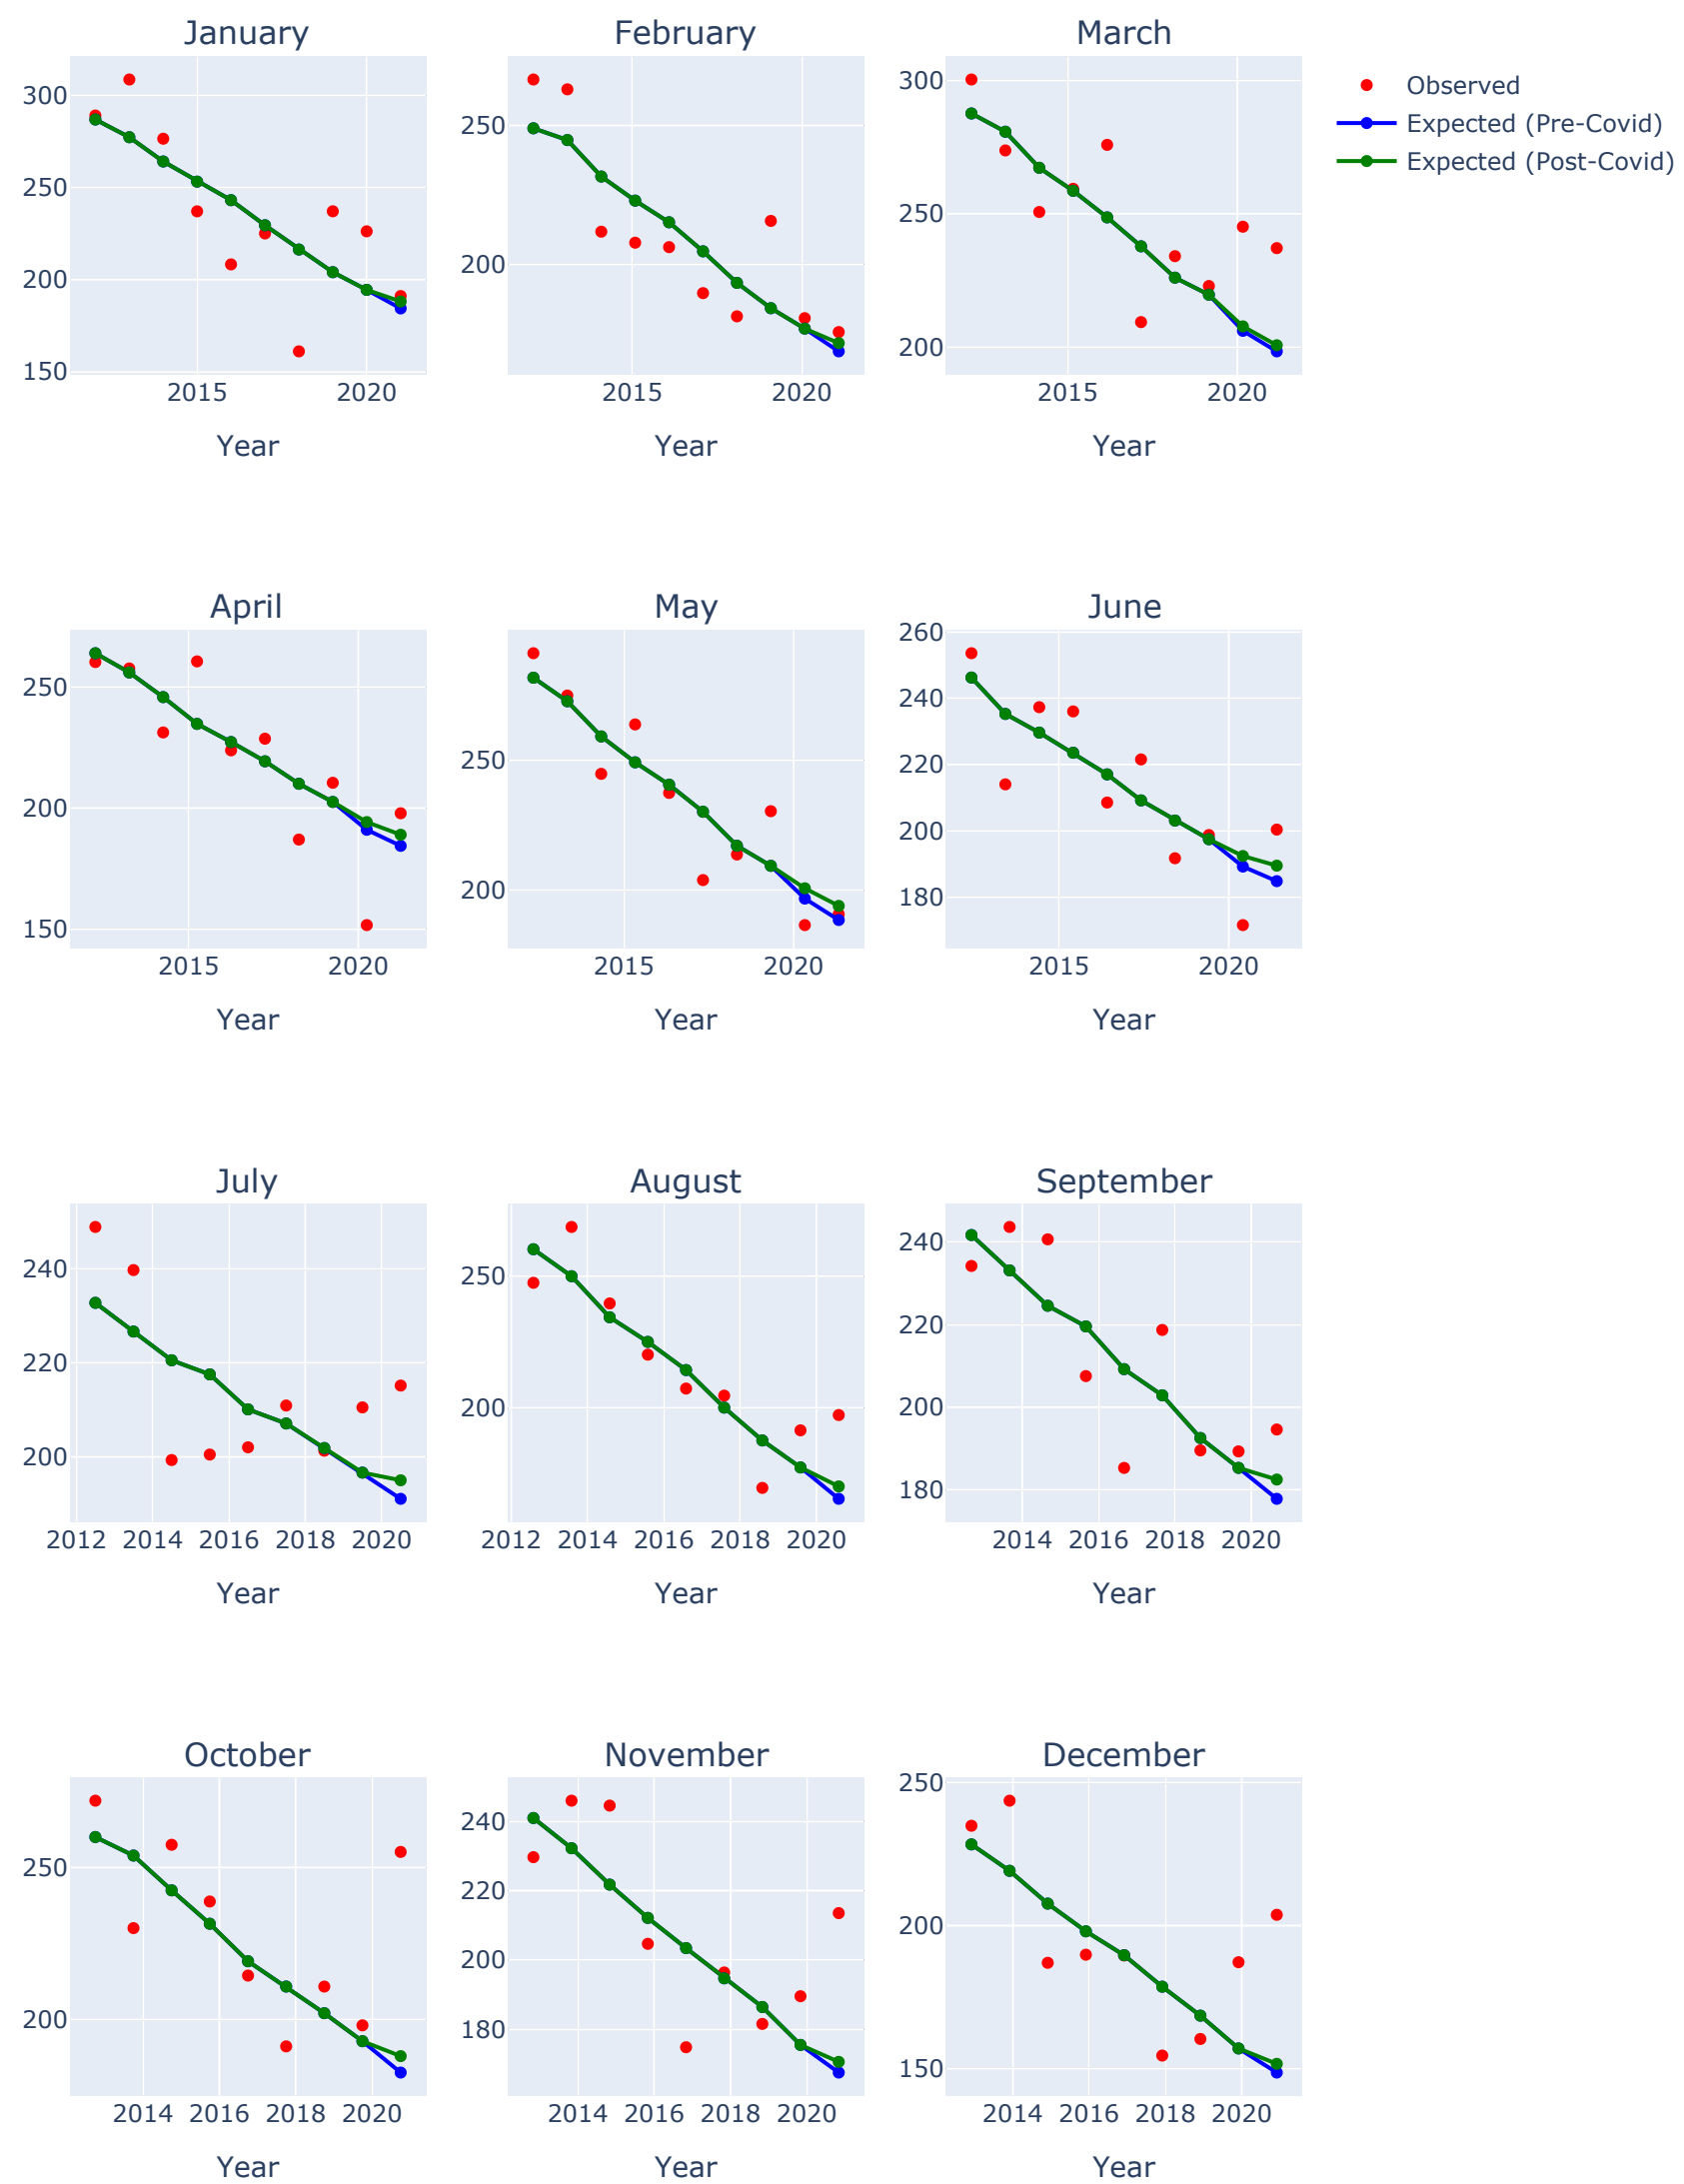 January
February
March
300
250
200
150
2015
2020
Year
250
200
2015
2020
Year
300
250
200
2015
2020
Year
Observed
Expected (Pre-Covid)
Expected (Post-Covid)
April
May
June
250
200
150
2015
2020
Year
250
200
2015
2020
Year
260
240
220
200
180
2015
2020
Year
July
August
September
240
220
200
2012
2014
2016
2018
2020
Year
250
200
2012
2014
2016
2018
2020
Year
240
220
200
180
2014
2016
2018
2020
Year
October
November
December
250
200
2014
2016
2018
2020
Year
240
220
200
180
2014
2016
2018
2020
Year
250
200
150
2014
2016
2018
2020
Year